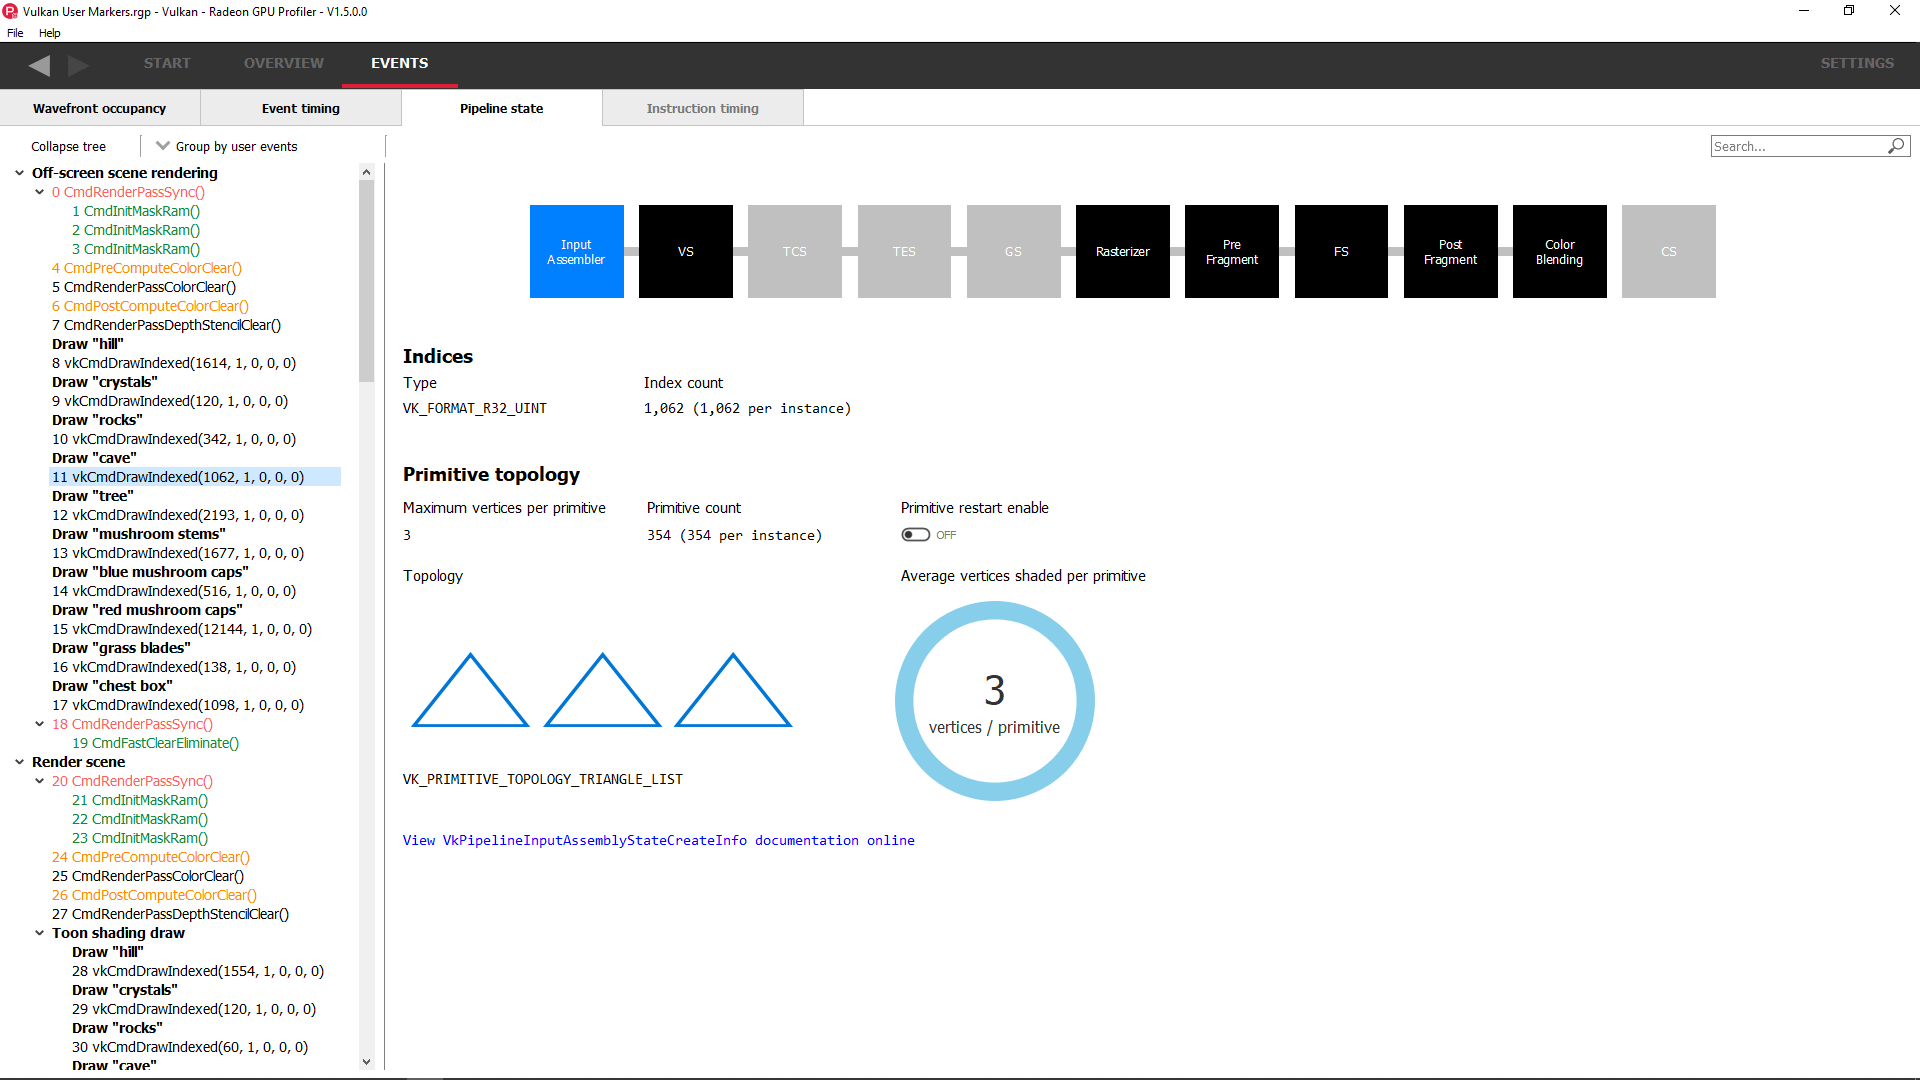 Vulkan User Markers.rgp - Vulkan - Radeon GPU Profiler - V1.5.0.0
File Help
START OVERVIEW EVENTS SETTINGS
Wavefront occupancy Event timing Pipeline state Instruction timing
Collapse tree Group by user events Search...
Off-screen scene rendering
0 CmdRenderPassSync()
1 CmdInitMaskRam()
2 CmdInitMaskRam()
3 CmdInitMaskRam()
4 CmdPreComputeColorClear()
5 CmdRenderPassColorClear()
6 CmdPostComputeColorClear()
7 CmdRenderPassDepthStencilClear()
Draw "hill"
8 vkCmdDrawIndexed(1614, 1, 0, 0, 0)
Draw "crystals"
9 vkCmdDrawIndexed(120, 1, 0, 0, 0)
Draw "rocks"
10 vkCmdDrawIndexed(342, 1, 0, 0, 0)
Draw "cave"
11 vkCmdDrawIndexed(1062, 1, 0, 0, 0)
Draw "tree"
12 vkCmdDrawIndexed(2193, 1, 0, 0, 0)
Draw "mushroom stems"
13 vkCmdDrawIndexed(1677, 1, 0, 0, 0)
Draw "blue mushroom caps"
14 vkCmdDrawIndexed(516, 1, 0, 0, 0)
Draw "red mushroom caps"
15 vkCmdDrawIndexed(12144, 1, 0, 0, 0)
Draw "grass blades"
16 vkCmdDrawIndexed(138, 1, 0, 0, 0)
Draw "chest box"
17 vkCmdDrawIndexed(1098, 1, 0, 0, 0)
18 CmdRenderPassSync()
19 CmdFastClearEliminate()
Render scene
20 CmdRenderPassSync()
21 CmdInitMaskRam()
22 CmdInitMaskRam()
23 CmdInitMaskRam()
24 CmdPreComputeColorClear()
25 CmdRenderPassColorClear()
26 CmdPostComputeColorClear()
27 CmdRenderPassDepthStencilClear()
Toon shading draw
Draw "hill"
28 vkCmdDrawIndexed(1554, 1, 0, 0, 0)
Draw "crystals"
29 vkCmdDrawIndexed(120, 1, 0, 0, 0)
Draw "rocks"
30 vkCmdDrawIndexed(60, 1, 0, 0, 0)
Draw "cave"
Input
Assembler
VS
TCS
TES
GS
Rasterizer
Pre
Fragment
FS
Post
Fragment
Color
Blending
CS
Indices
Type Index count
VK_FORMAT_R32_UINT 1,062 (1,062 per instance)
Primitive topology
Maximum vertices per primitive Primitive count Primitive restart enable
3 354 (354 per instance) OFF
Topology Average vertices shaded per primitive
3
vertices / primitive
VK_PRIMITIVE_TOPOLOGY_TRIANGLE_LIST
View VkPipelineInputAssemblyStateCreateInfo documentation online